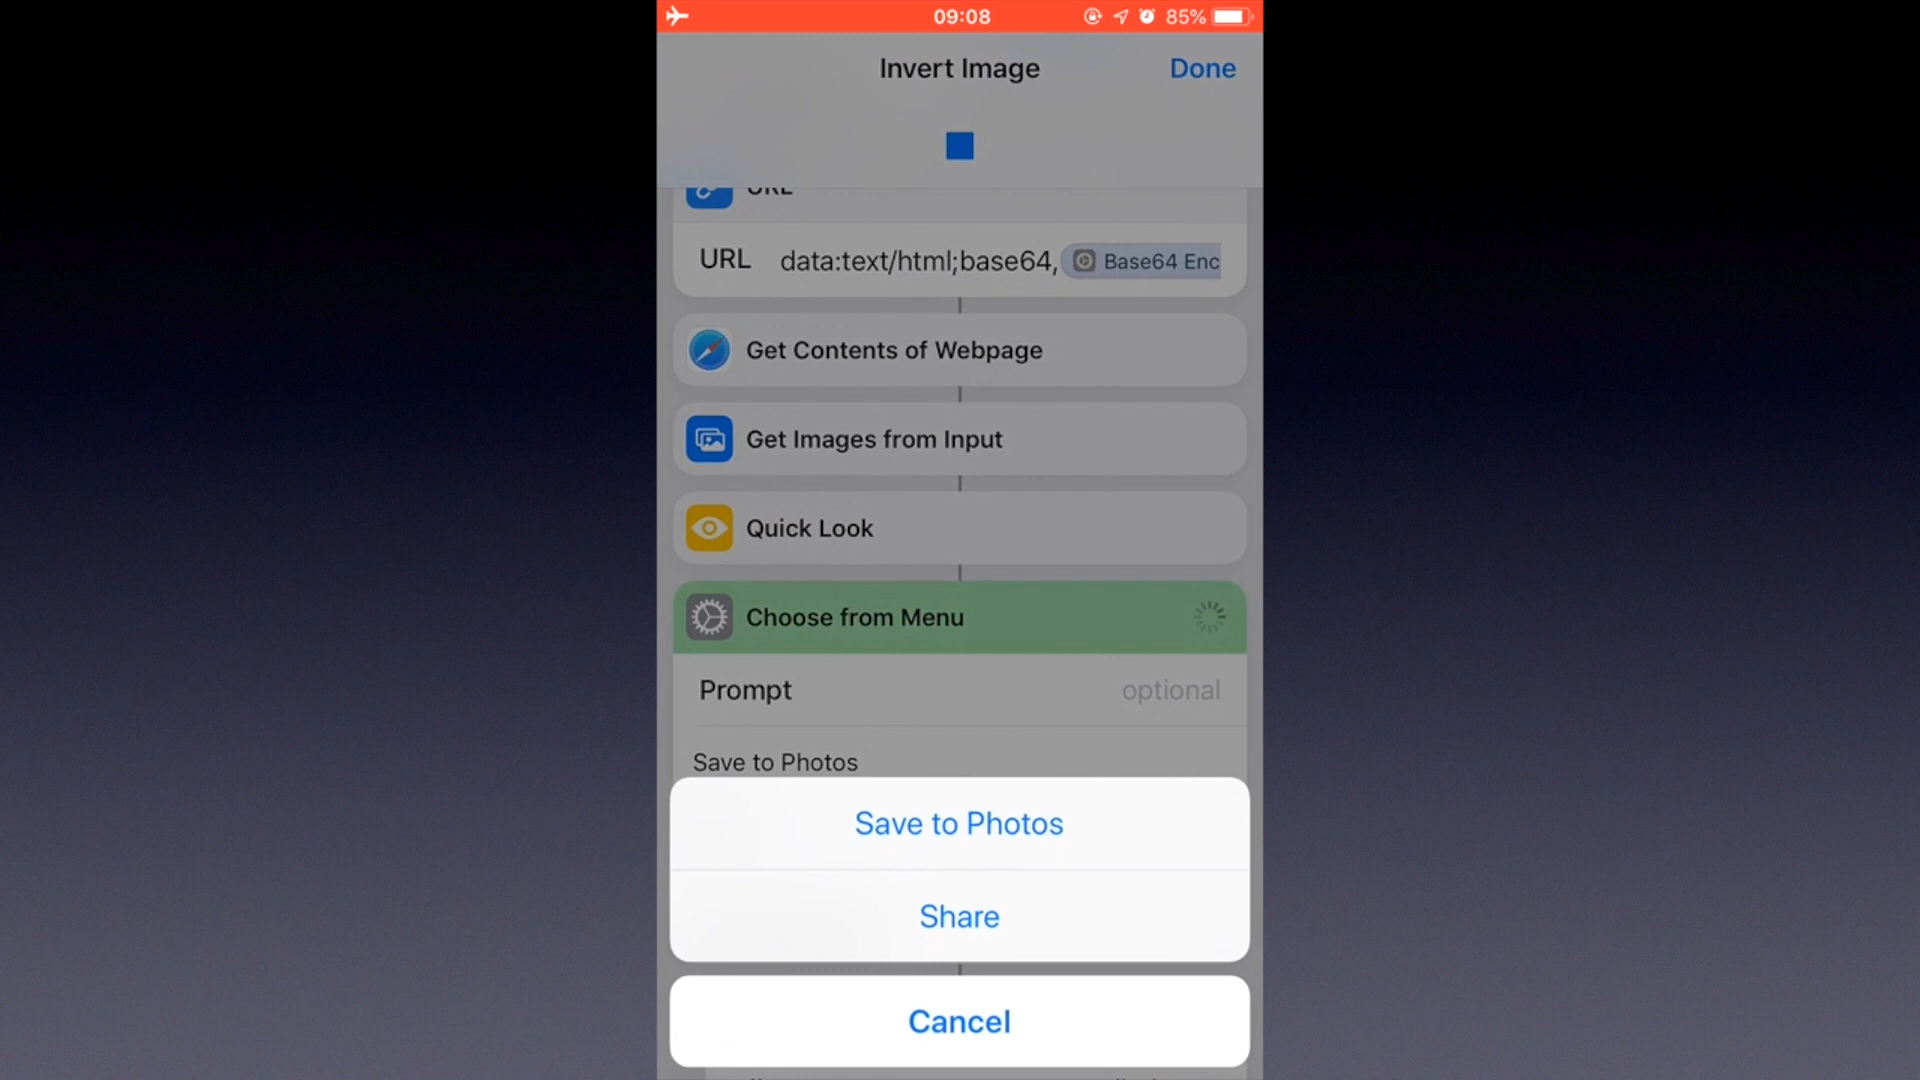 09:08
85%
Invert Image
Done
URL
URL data:text/html;base64, Base64 Enc
Get Contents of Webpage
Get Images from Input
Quick Look
Choose from Menu
Prompt optional
Save to Photos
Save to Photos
Share
Cancel